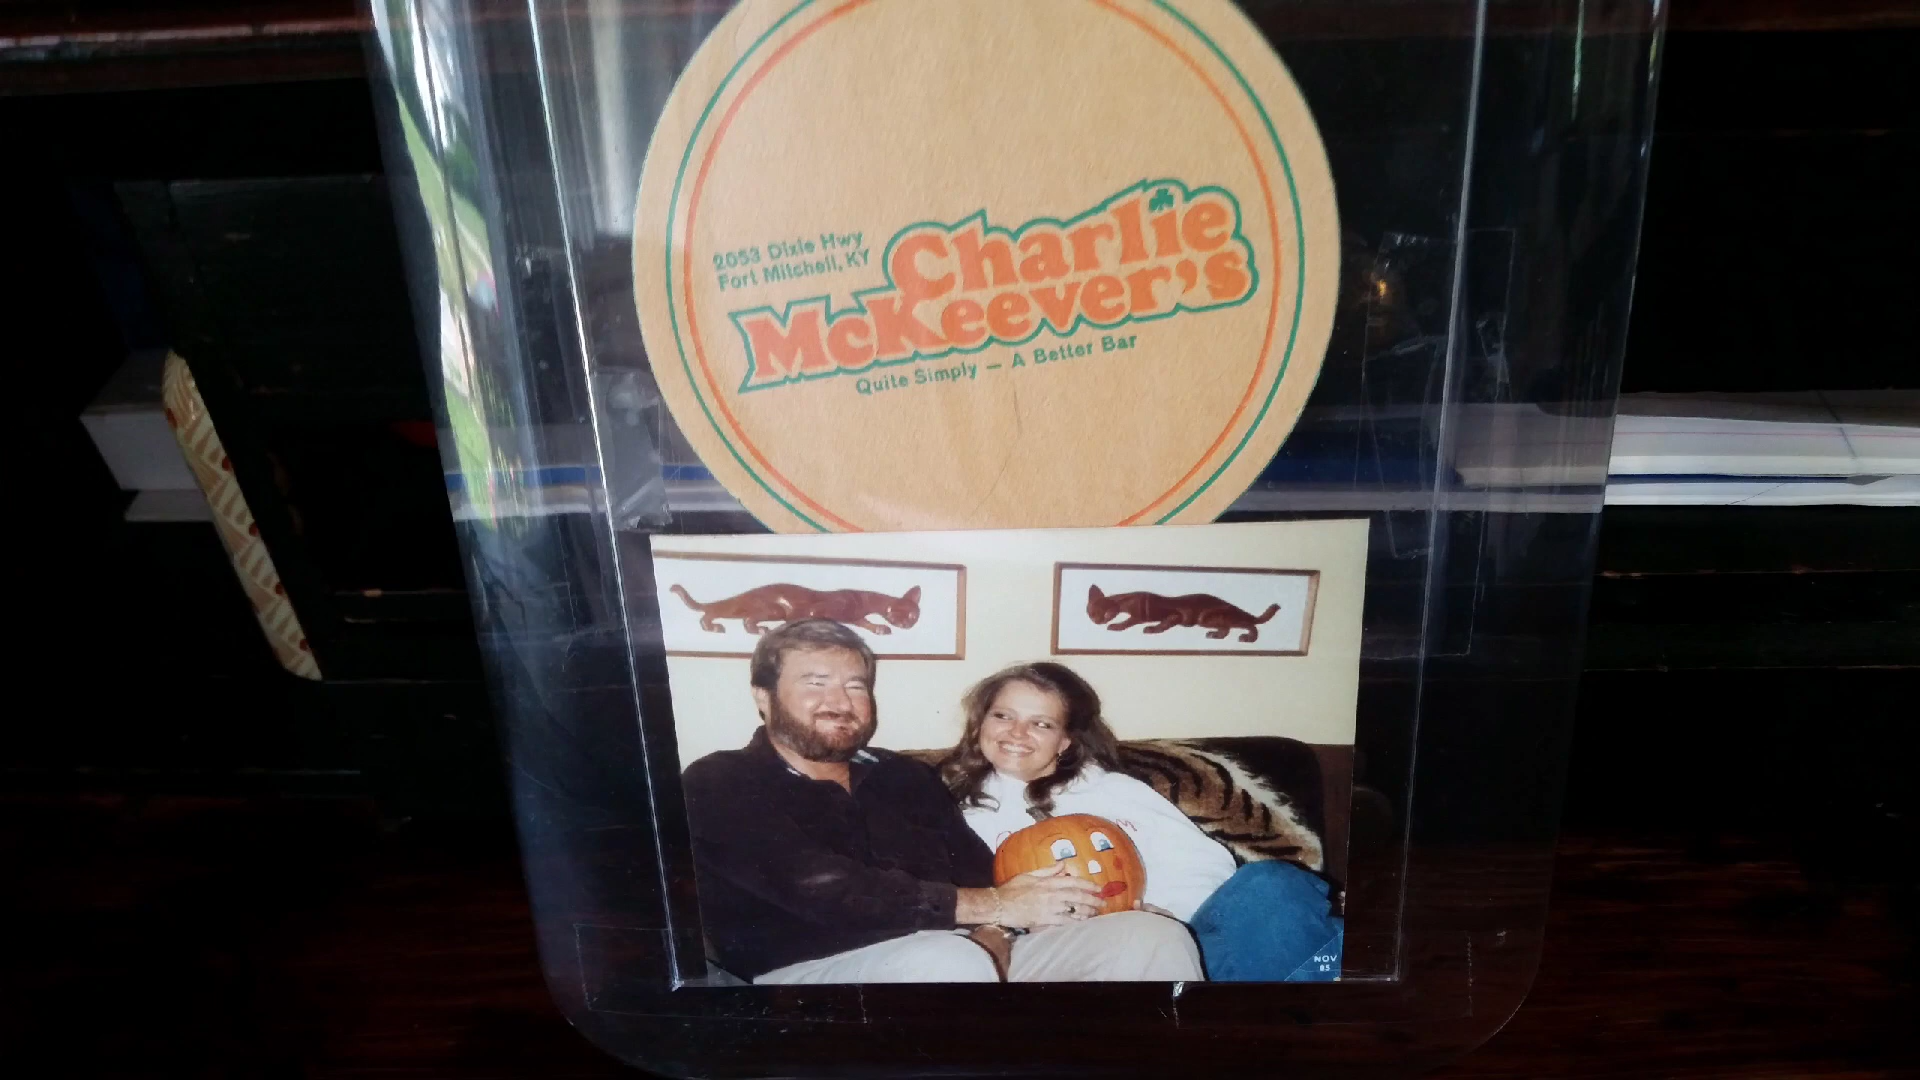 2053 Dixie Hwy
Fort Mitchell, KY
Charlie
McKeever's
Quite Simply — A Better Bar
NOV
85